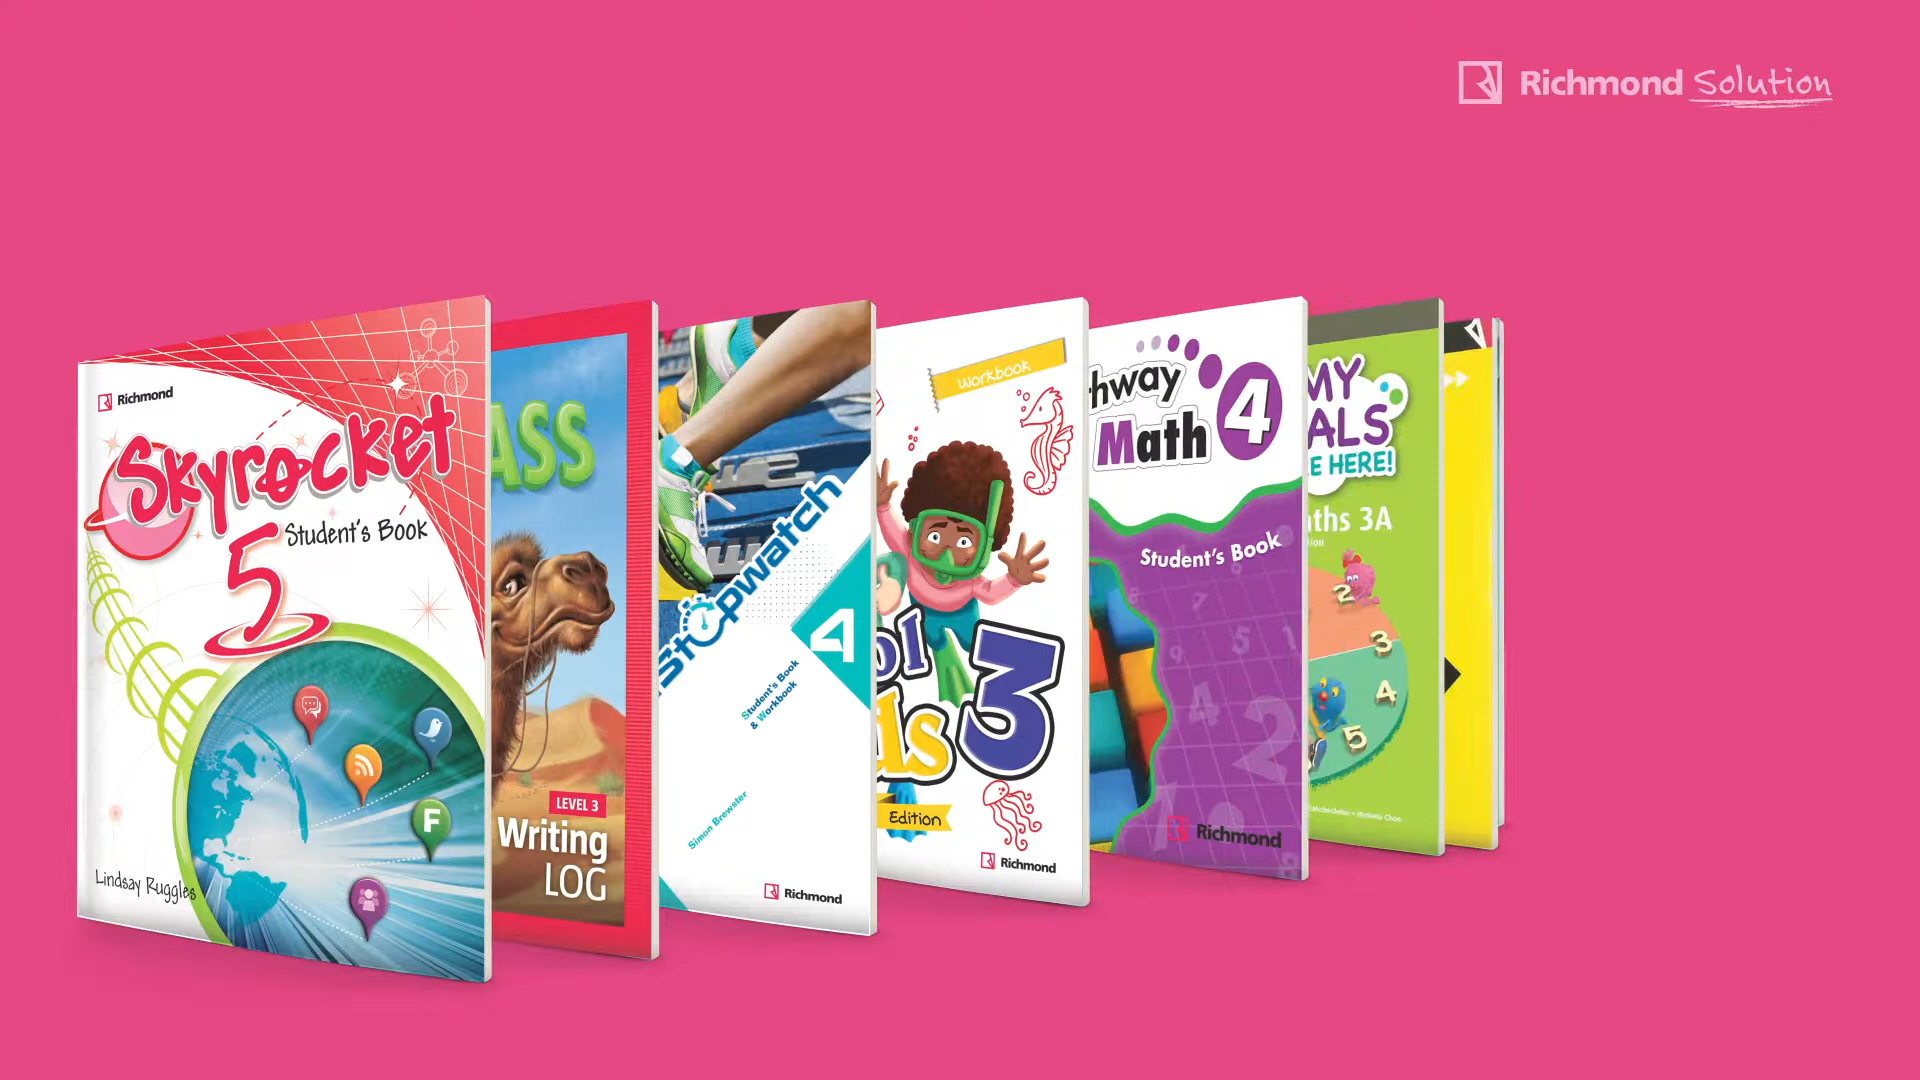 Richmond Solution
Richmond
Skyrocket
5
Student's Book
F
Lindsay Ruggles
ASS
LEVEL 3
Writing
LOG
Stopwatch
4
Student's Book
& Workbook
Simon Brewster
Richmond
Workbook
ol
ds 3
Edition
Richmond
hway
Math 4
Student's Book
Richmond
MY
ALS
E HERE!
ths 3A
2
3
4
5